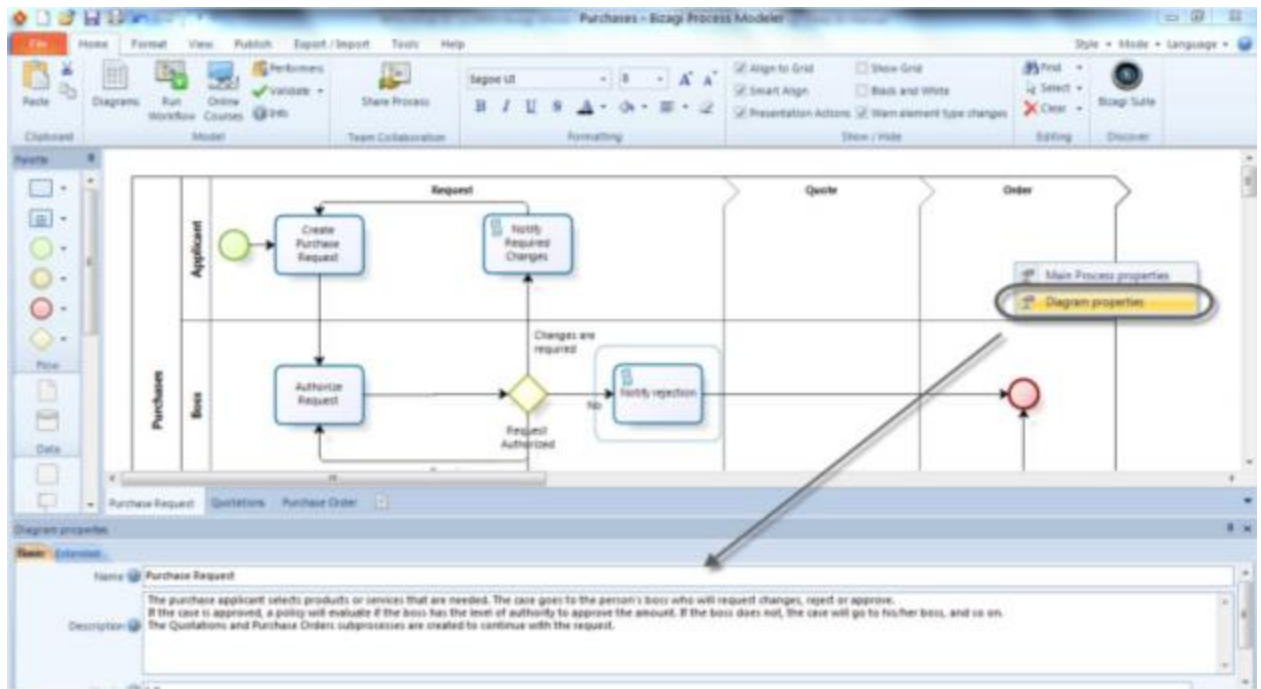 Purchases - Bizagi Process Modeler
File Home Format View Publish Export / Import Tools Help
Style Mode Language
Paste
Clipboard
Diagrams
Run Workflow
Online Courses
Performers
Validate
Info
Model
Share Process
Team Collaboration
Segoe UI 8
B I U S
Formatting
Align to Grid
Smart Align
Presentation Actions
Show Grid
Black and White
Warn element type changes
Show / Hide
Find
Select
Clear
Editing
Bizagi Suite
Discover
Palette
Flow
Data
Purchases
Applicant
Boss
Request
Quote
Order
Create
Purchase
Request
Notify
Required
Changes
Main Process properties
Diagram properties
Changes are
required
Authorize
Request
No
Notify rejection
Request
Authorized
Purchase Request Quotations Purchase Order
Diagram properties
Basic Extended
Name Purchase Request
Description
The purchase applicant selects products or services that are needed. The case goes to the person's boss who will request changes, reject or approve.
If the case is approved, a policy will evaluate if the boss has the level of authority to approve the amount. If the boss does not, the case will go to his/her boss, and so on.
The Quotations and Purchase Orders subprocesses are created to continue with the request.